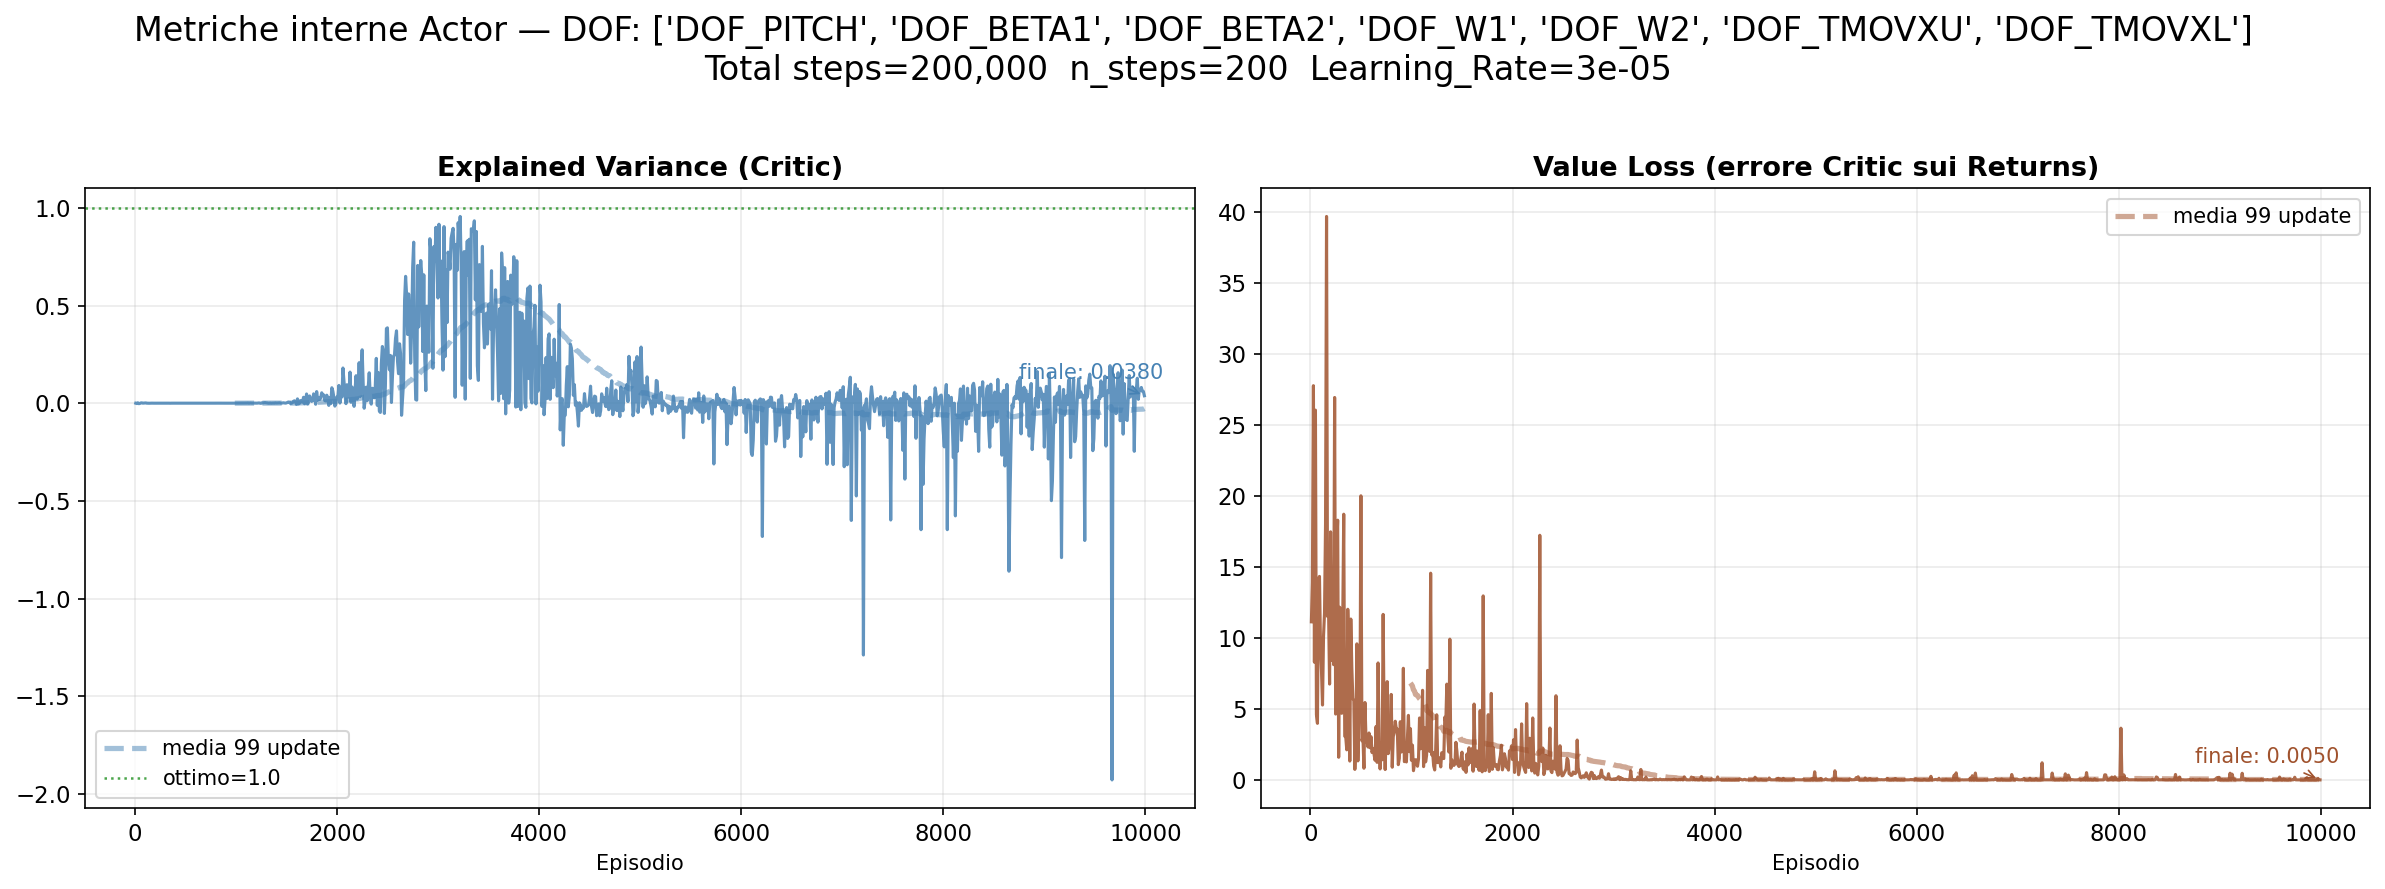 Metriche interne Actor — DOF: ['DOF_PITCH', 'DOF_BETA1', 'DOF_BETA2', 'DOF_W1', 'DOF_W2', 'DOF_TMOVXU', 'DOF_TMOVXL']
Total steps=200,000  n_steps=200  Learning_Rate=3e-05
Explained Variance (Critic)
1.0
0.5
0.0
−0.5
−1.0
−1.5
−2.0
finale: 0.0380
media 99 update
ottimo=1.0
0 2000 4000 6000 8000 10000
Episodio
Value Loss (errore Critic sui Returns)
40
35
30
25
20
15
10
5
0
media 99 update
finale: 0.0050
0 2000 4000 6000 8000 10000
Episodio